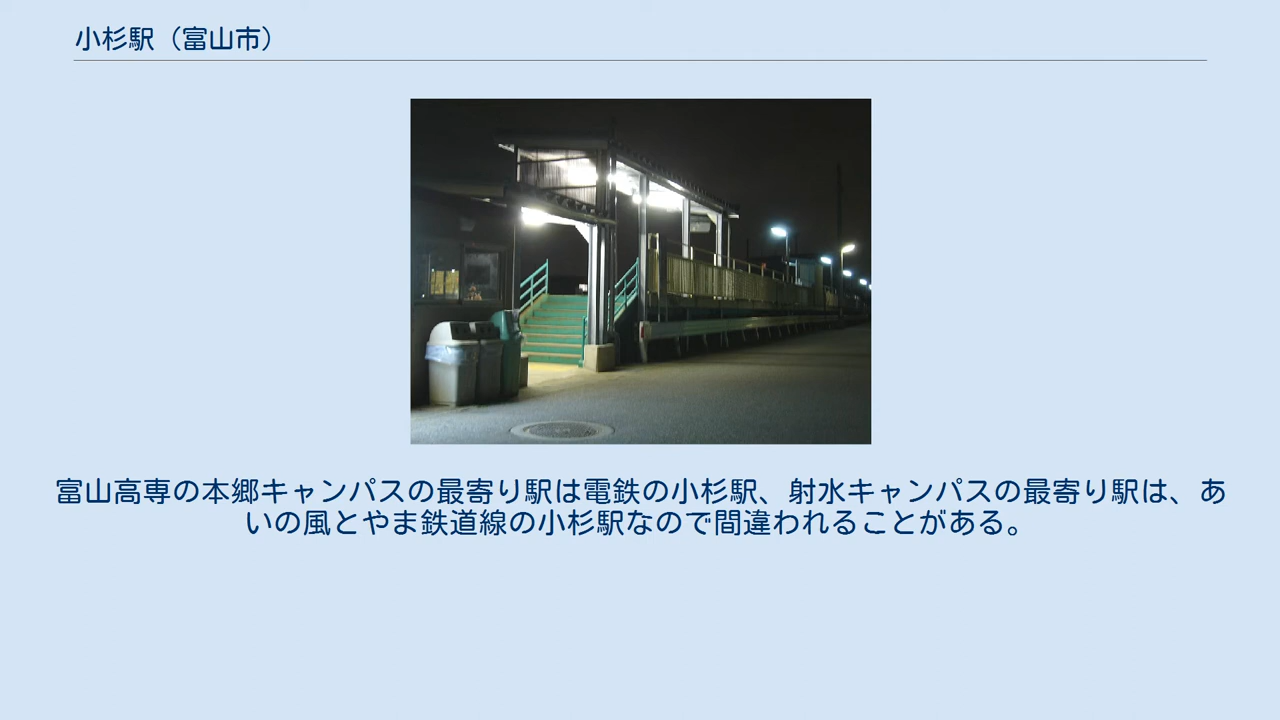 小杉駅（富山市）
富山高専の本郷キャンパスの最寄り駅は電鉄の小杉駅、射水キャンパスの最寄り駅は、あ
いの風とやま鉄道線の小杉駅なので間違われることがある。